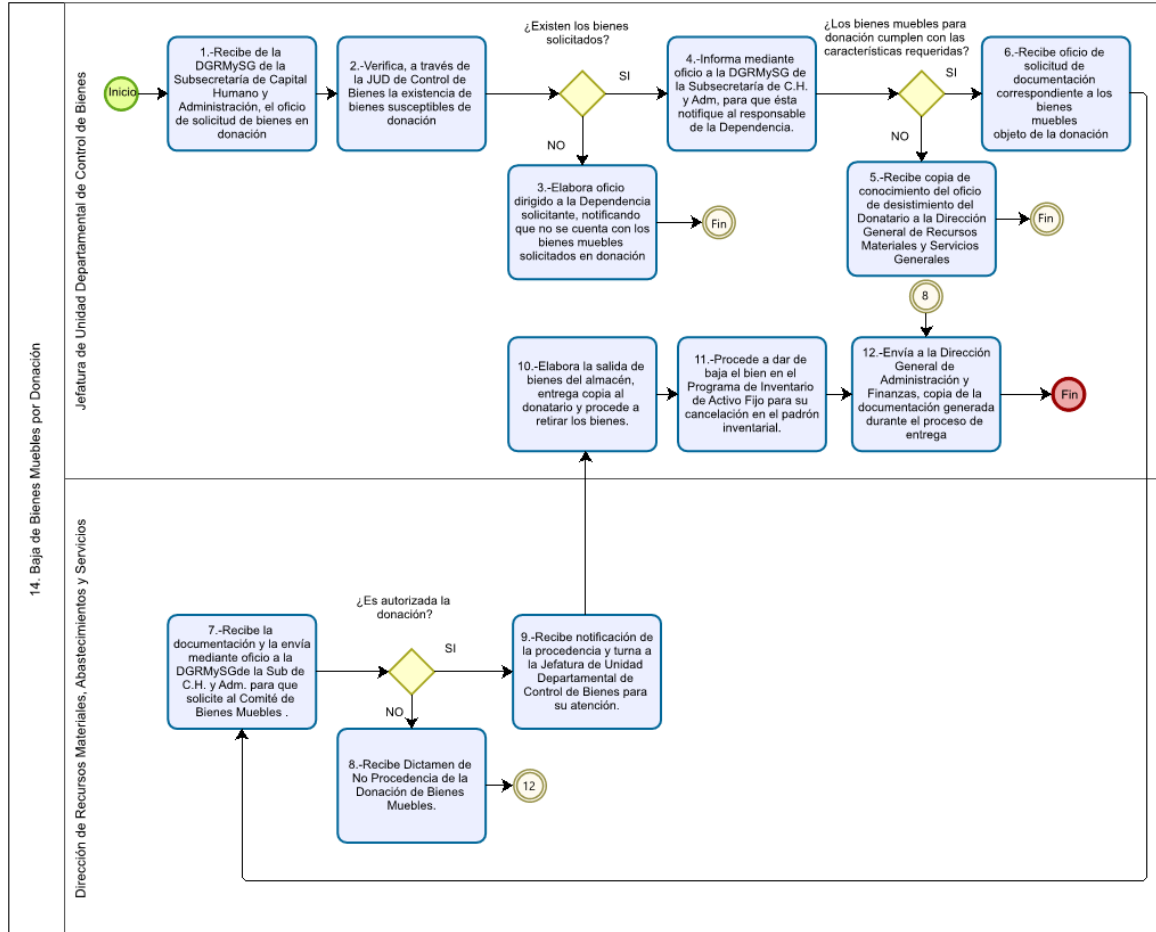 14. Baja de Bienes Muebles por Donación
Jefatura de Unidad Departamental de Control de Bienes
Inicio
1.-Recibe de la
DGRMySG de la
Subsecretaría de Capital
Humano y
Administración, el oficio
de solicitud de bienes en
donación
2.-Verifica, a través de
la JUD de Control de
Bienes la existencia de
bienes susceptibles de
donación
¿Existen los bienes
solicitados?
SI
NO
3.-Elabora oficio
dirigido a la Dependencia
solicitante, notificando
que no se cuenta con los
bienes muebles
solicitados en donación
Fin
4.-Informa mediante
oficio a la DGRMySG de
la Subsecretaría de C.H.
y Adm, para que ésta
notifique al responsable
de la Dependencia.
¿Los bienes muebles para
donación cumplen con las
características requeridas?
SI
NO
5.-Recibe copia de
conocimiento del oficio
de desistimiento del
Donatario a la Dirección
General de Recursos
Materiales y Servicios
Generales
Fin
6.-Recibe oficio de
solicitud de
documentación
correspondiente a los
bienes
muebles
objeto de la donación
8
10.-Elabora la salida de
bienes del almacén,
entrega copia al
donatario y procede a
retirar los bienes.
11.-Procede a dar de
baja el bien en el
Programa de Inventario
de Activo Fijo para su
cancelación en el padrón
inventarial.
12.-Envía a la Dirección
General de
Administración y
Finanzas, copia de la
documentación generada
durante el proceso de
entrega
Fin
Dirección de Recursos Materiales, Abastecimientos y Servicios
7.-Recibe la
documentación y la envía
mediante oficio a la
DGRMySGde la Sub de
C.H. y Adm. para que
solicite al Comité de
Bienes Muebles .
¿Es autorizada la
donación?
SI
NO
8.-Recibe Dictamen de
No Procedencia de la
Donación de Bienes
Muebles.
12
9.-Recibe notificación de
la procedencia y turna a
la Jefatura de Unidad
Departamental de
Control de Bienes para
su atención.